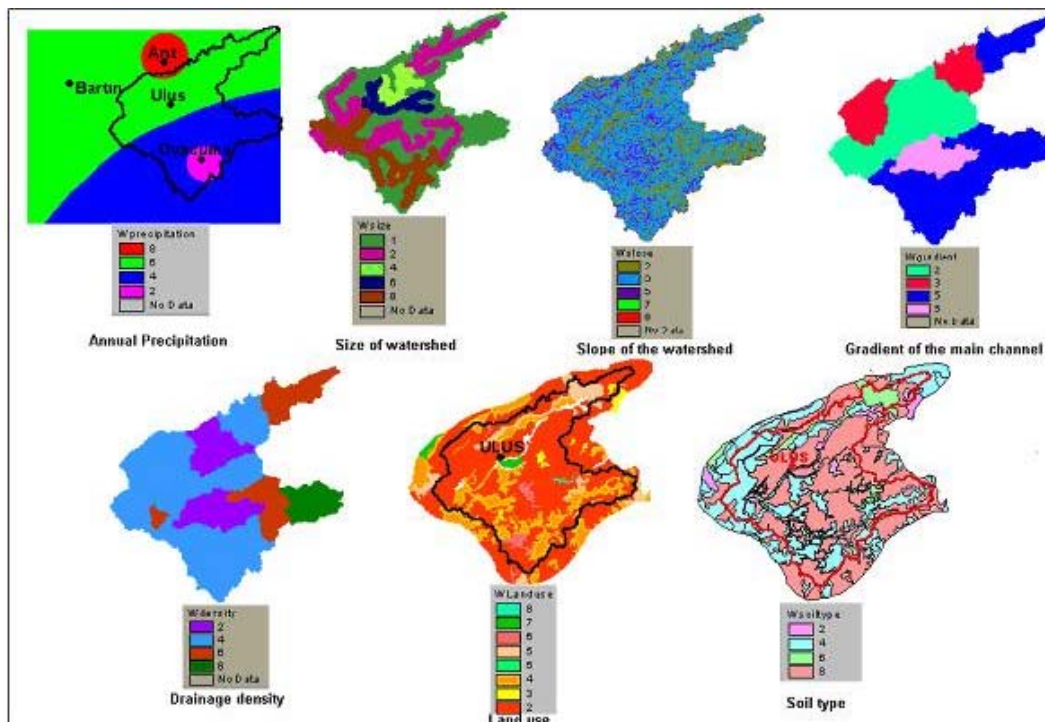 Bartin
Ulus
Wprecipitation
8
6
4
2
No Data
Annual Precipitation
Wsize
1
2
4
6
8
No Data
Size of watershed
Wslope
No Data
Slope of the watershed
Wgradient
2
3
5
No Data
Gradient of the main channel
Wdensity
2
4
6
8
No Data
Drainage density
ULUS
WLanduse
8
7
6
5
6
4
3
2
Land use
ULUS
Wsoiltype
2
4
6
8
Soil type